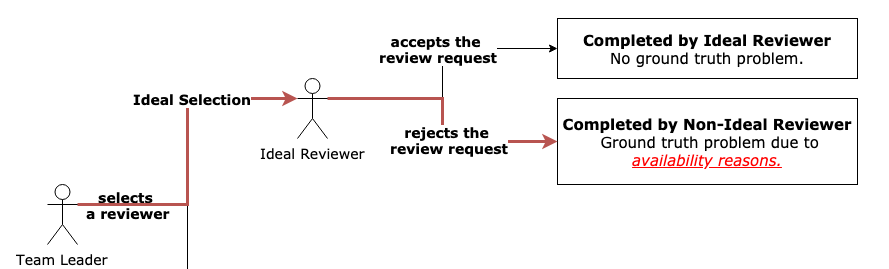 accepts the
review request
Completed by Ideal Reviewer
No ground truth problem.
Ideal Selection
Ideal Reviewer
rejects the
review request
Completed by Non-Ideal Reviewer
Ground truth problem due to
availability reasons.
selects
a reviewer
Team Leader